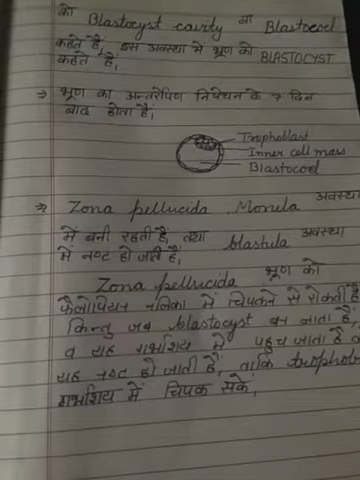 को Blastocyst cavity या Blastocoel
कहते है, इस अवस्था मे भ्रूण को BLASTOCYST
कहते है,
⇒ भ्रूण का अन्तर्रोपण निषेचन के 7 दिन
बाद होता है,
Trophoblast
Inner cell mass
Blastocoel
⇒ Zona pellucida Morula अवस्था
में बनी रहती है, तथा blastula अवस्था
में नष्ट हो जाती है,
Zona pellucida भ्रूण को
फैलोपियन नलिका में चिपकने से रोकती है
किन्तु जब blastocyst बन जाता है,
व यह गर्भाशय में पहुच जाता है
यह नष्ट हो जाती है, ताकि trophob
गर्भाशय में चिपक सके,